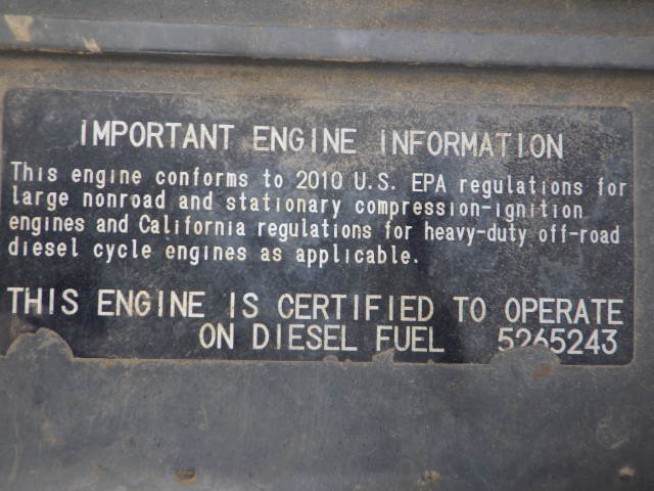 IMPORTANT ENGINE INFORMATION
This engine conforms to 2010 U.S. EPA regulations for
large nonroad and stationary compression-ignition
engines and California regulations for heavy-duty off-road
diesel cycle engines as applicable.
THIS ENGINE IS CERTIFIED TO OPERATE
ON DIESEL FUEL 5265243